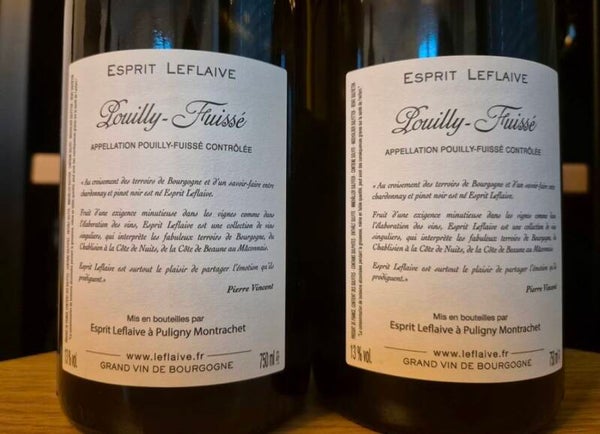 ESPRIT LEFLAIVE
Pouilly-Fuissé
APPELLATION POUILLY-FUISSÉ CONTRÔLÉE
« Au croisement des terroirs de Bourgogne et d'un savoir-faire entre
chardonnay et pinot noir est né Esprit Leflaive.
Fruit d'une exigence minutieuse dans les vignes comme dans
l'élaboration des vins, Esprit Leflaive est une collection de vins
singuliers, qui interprète les fabuleux terroirs de Bourgogne, du
Chablisien à la Côte de Nuits, de la Côte de Beaune au Mâconnais.
Esprit Leflaive est surtout le plaisir de partager l'émotion qu'ils
prodiguent.»
Pierre Vincent
Mis en bouteilles par
Esprit Leflaive à Puligny Montrachet
www.leflaive.fr
GRAND VIN DE BOURGOGNE
% vol.
750 ml
ESPRIT LEFLAIVE
Pouilly-Fuissé
APPELLATION POUILLY-FUISSÉ CONTRÔLÉE
« Au croisement des terroirs de Bourgogne et d'un savoir-faire entre
chardonnay et pinot noir est né Esprit Leflaive.
Fruit d'une exigence minutieuse dans les vignes comme dans
l'élaboration des vins, Esprit Leflaive est une collection de vins
singuliers, qui interprète les fabuleux terroirs de Bourgogne, du
Chablisien à la Côte de Nuits, de la Côte de Beaune au Mâconnais.
Esprit Leflaive est surtout le plaisir de partager l'émotion qu'ils
prodiguent.»
Pierre Vincent
Mis en bouteilles par
Esprit Leflaive à Puligny Montrachet
www.leflaive.fr
GRAND VIN DE BOURGOGNE
13 % vol.
750 ml